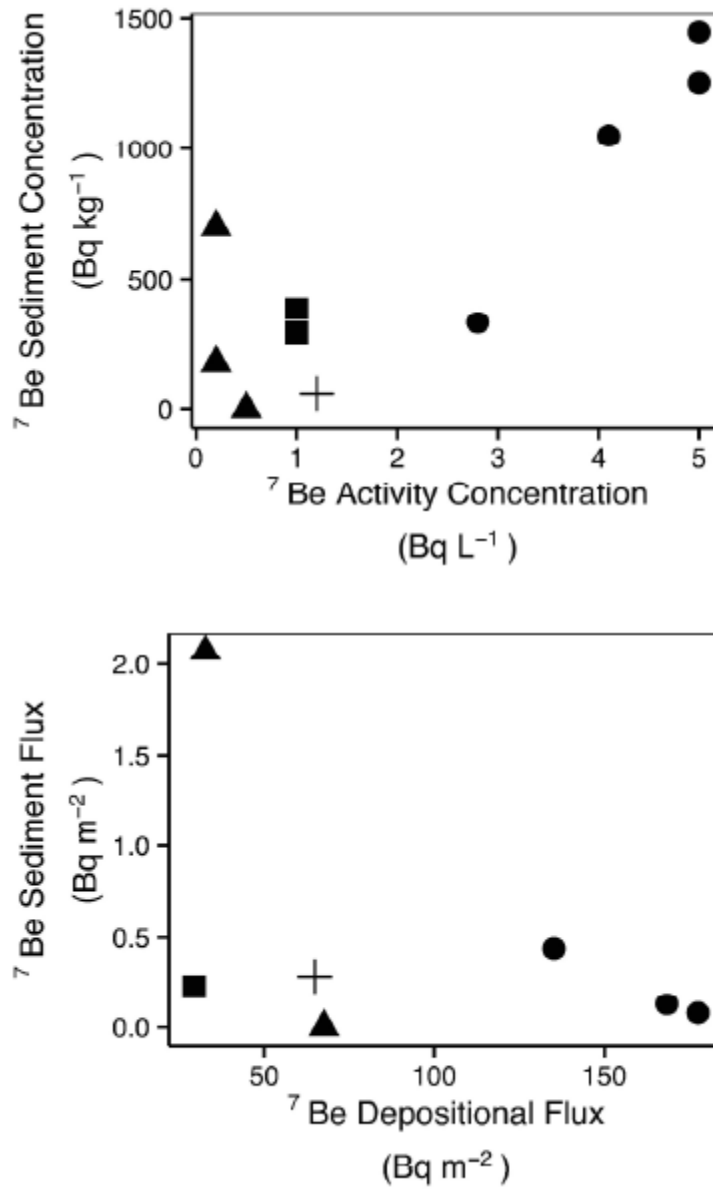 1500
1000
500
0
⁷ Be Sediment Concentration
(Bq kg⁻¹)
0 1 2 3 4 5
⁷ Be Activity Concentration
(Bq L⁻¹ )
2.0
1.5
1.0
0.5
0.0
⁷ Be Sediment Flux
(Bq m⁻²)
50 100 150
⁷ Be Depositional Flux
(Bq m⁻² )